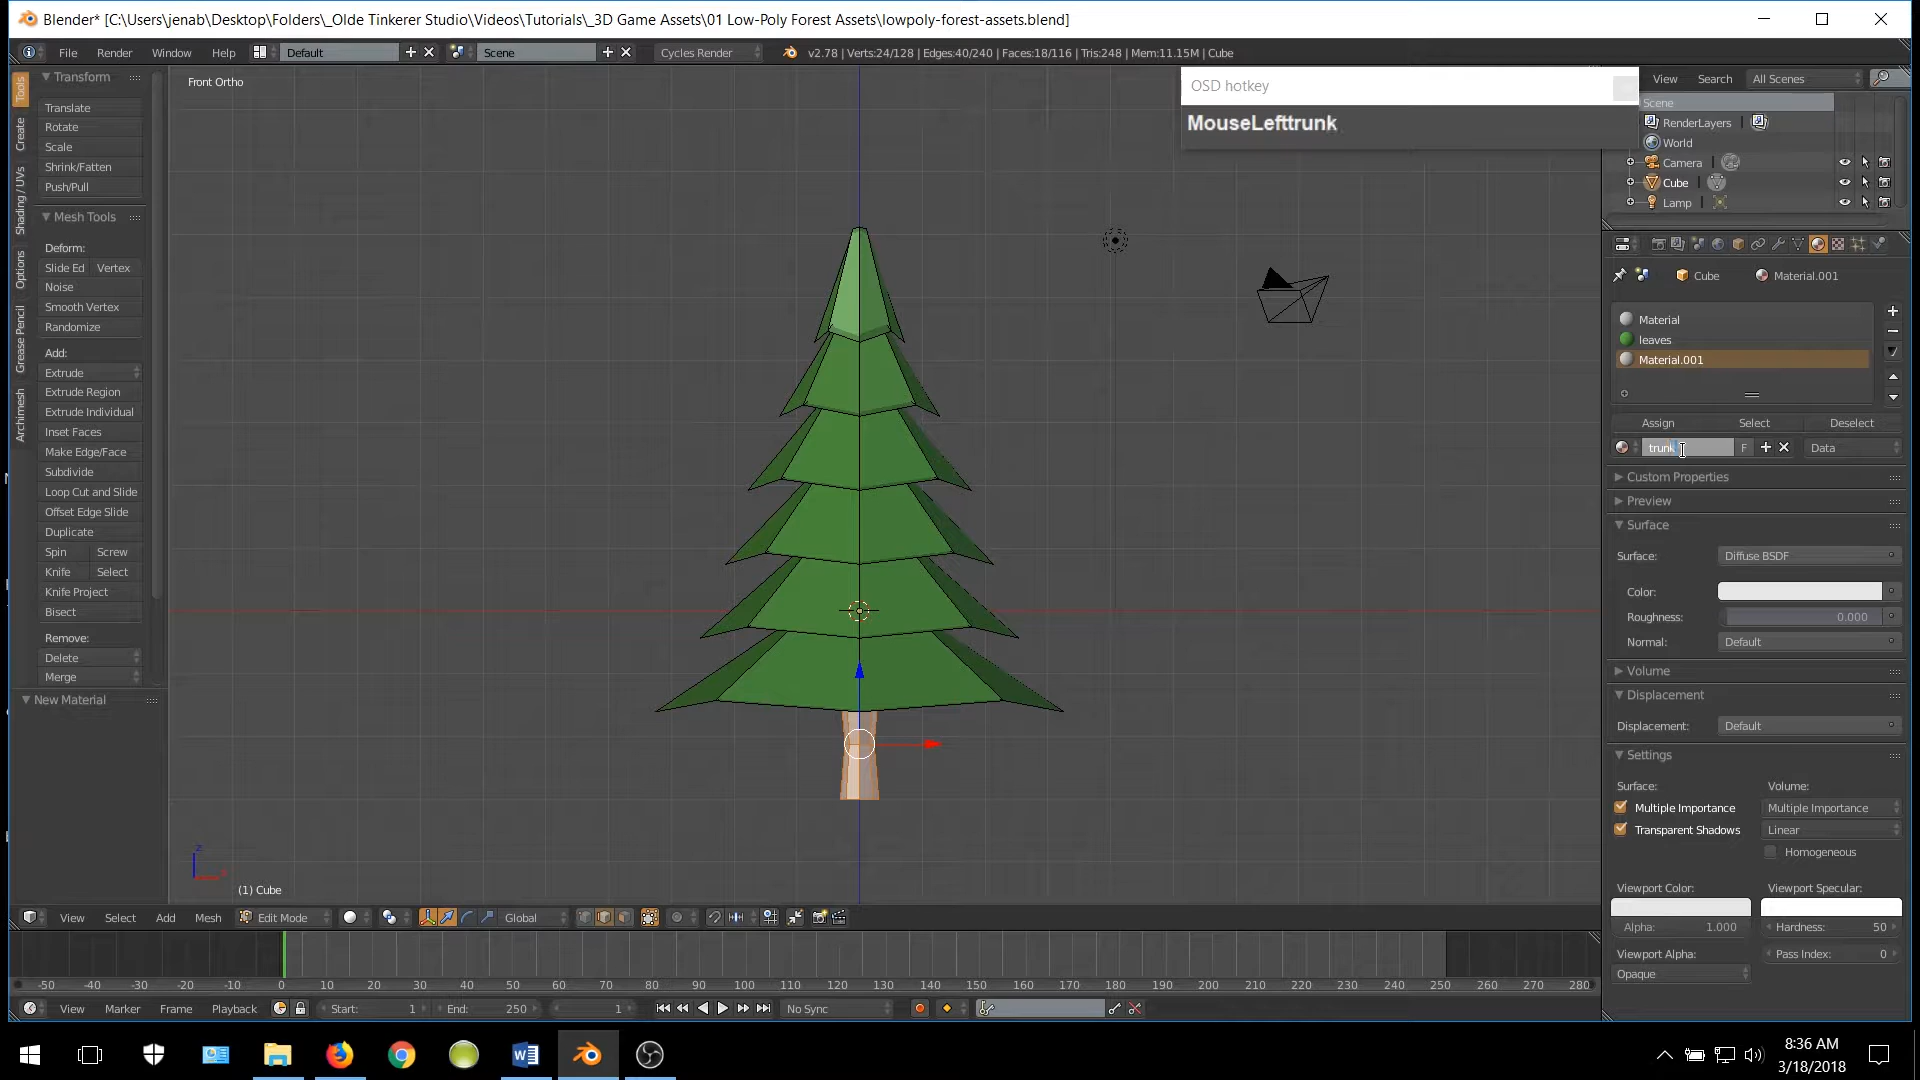 Blender* [C:\Users\jenab\Desktop\Folders\_Olde Tinkerer Studio\Videos\Tutorials\_3D Game Assets\01 Low-Poly Forest Assets\lowpoly-forest-assets.blend]
File Render Window Help Default Scene Cycles Render v2.78 | Verts:24/128 | Edges:40/240 | Faces:18/116 | Tris:248 | Mem:11.15M | Cube
Tools
Create
Shading / UVs
Options
Grease Pencil
Archimesh
Transform
Translate
Rotate
Scale
Shrink/Fatten
Push/Pull
Mesh Tools
Deform:
Slide Ed Vertex
Noise
Smooth Vertex
Randomize
Add:
Extrude
Extrude Region
Extrude Individual
Inset Faces
Make Edge/Face
Subdivide
Loop Cut and Slide
Offset Edge Slide
Duplicate
Spin Screw
Knife Select
Knife Project
Bisect
Remove:
Delete
Merge
New Material
Front Ortho
OSD hotkey
MouseLefttrunk
(1) Cube
View Search All Scenes
Scene
RenderLayers
World
Camera
Cube
Lamp
Cube Material.001
Material
leaves
Material.001
Assign Select Deselect
trunk F Data
Custom Properties
Preview
Surface
Surface: Diffuse BSDF
Color:
Roughness: 0.000
Normal: Default
Volume
Displacement
Displacement: Default
Settings
Surface: Volume:
Multiple Importance Multiple Importance
Transparent Shadows Linear
Homogeneous
Viewport Color: Viewport Specular:
Alpha: 1.000 Hardness: 50
Viewport Alpha: Pass Index: 0
Opaque
View Select Add Mesh Edit Mode Global
-50 -40 -30 -20 -10 0 10 20 30 40 50 60 70 80 90 100 110 120 130 140 150 160 170 180 190 200 210 220 230 240 250 260 270 280
View Marker Frame Playback Start: 1 End: 250 1 No Sync
8:36 AM
3/18/2018